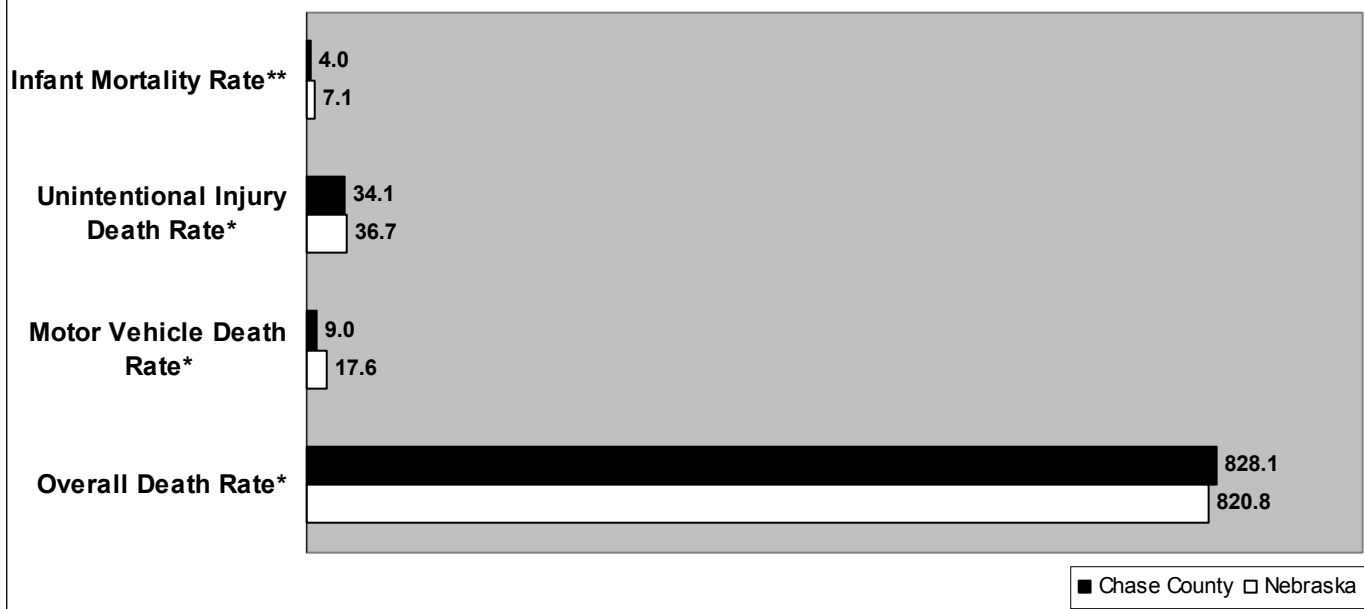 Infant Mortality Rate**
4.0
7.1
Unintentional Injury
Death Rate*
34.1
36.7
Motor Vehicle Death
Rate*
9.0
17.6
Overall Death Rate*
828.1
820.8
Chase County Nebraska